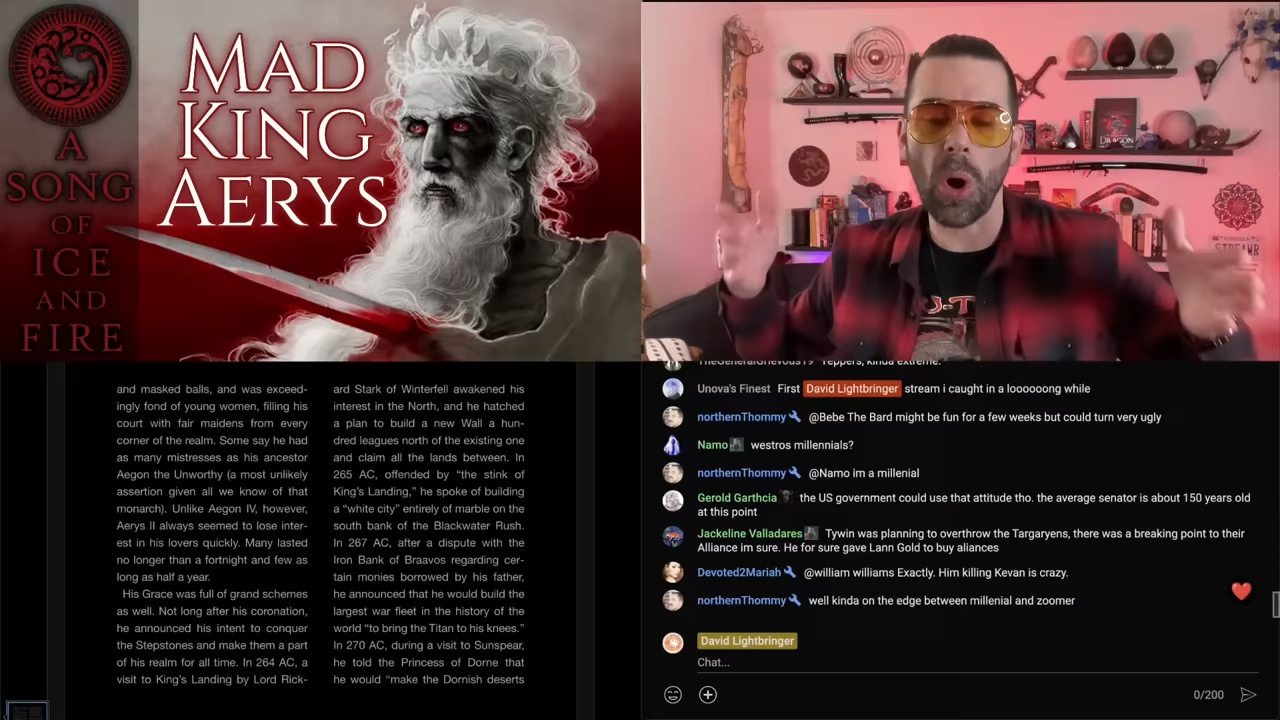 A
SONG
OF
ICE
AND
FIRE
MAD
KING
AERYS
DRAGON
and masked balls, and was exceed-
ingly fond of young women, filling his
court with fair maidens from every
corner of the realm. Some say he had
as many mistresses as his ancestor
Aegon the Unworthy (a most unlikely
assertion given all we know of that
monarch). Unlike Aegon IV, however,
Aerys II always seemed to lose inter-
est in his lovers quickly. Many lasted
no longer than a fortnight and few as
long as half a year.
His Grace was full of grand schemes
as well. Not long after his coronation,
he announced his intent to conquer
the Stepstones and make them a part
of his realm for all time. In 264 AC, a
visit to King's Landing by Lord Rick-
ard Stark of Winterfell awakened his
interest in the North, and he hatched
a plan to build a new Wall a hun-
dred leagues north of the existing one
and claim all the lands between. In
265 AC, offended by "the stink of
King's Landing," he spoke of building
a "white city" entirely of marble on the
south bank of the Blackwater Rush.
In 267 AC, after a dispute with the
Iron Bank of Braavos regarding cer-
tain monies borrowed by his father,
he announced that he would build the
largest war fleet in the history of the
world "to bring the Titan to his knees."
In 270 AC, during a visit to Sunspear,
he told the Princess of Dorne that
he would "make the Dornish deserts
Unova's Finest First David Lightbringer stream i caught in a loooooong while
northernThommy @Bebe The Bard might be fun for a few weeks but could turn very ugly
Namo westros millennials?
northernThommy @Namo im a millenial
Gerold Garthcia the US government could use that attitude tho. the average senator is about 150 years old
at this point
Jackeline Valladares Tywin was planning to overthrow the Targaryens, there was a breaking point to their
Alliance im sure. He for sure gave Lann Gold to buy aliances
Devoted2Mariah @william williams Exactly. Him killing Kevan is crazy.
northernThommy well kinda on the edge between millenial and zoomer
David Lightbringer
Chat...
0/200